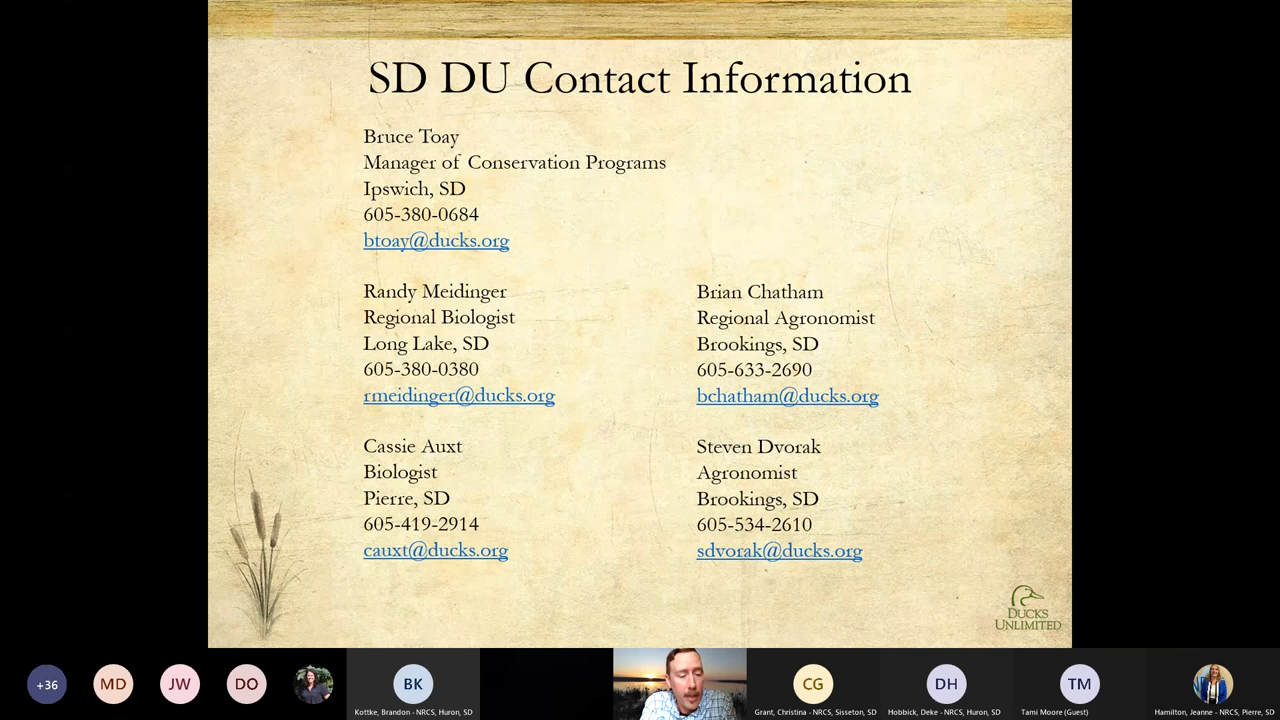 SD DU Contact Information
Bruce Toay
Manager of Conservation Programs
Ipswich, SD
605-380-0684
btoay@ducks.org
Randy Meidinger
Regional Biologist
Long Lake, SD
605-380-0380
rmeidinger@ducks.org
Brian Chatham
Regional Agronomist
Brookings, SD
605-633-2690
bchatham@ducks.org
Cassie Auxt
Biologist
Pierre, SD
605-419-2914
cauxt@ducks.org
Steven Dvorak
Agronomist
Brookings, SD
605-534-2610
sdvorak@ducks.org
DUCKS
UNLIMITED
+36
MD
JW
DO
BK
Kottke, Brandon - NRCS, Huron, SD
CG
Grant, Christina - NRCS, Sisseton, SD
DH
Hobbick, Deke - NRCS, Huron, SD
TM
Tami Moore (Guest)
Hamilton, Jeanne - NRCS, Pierre, SD